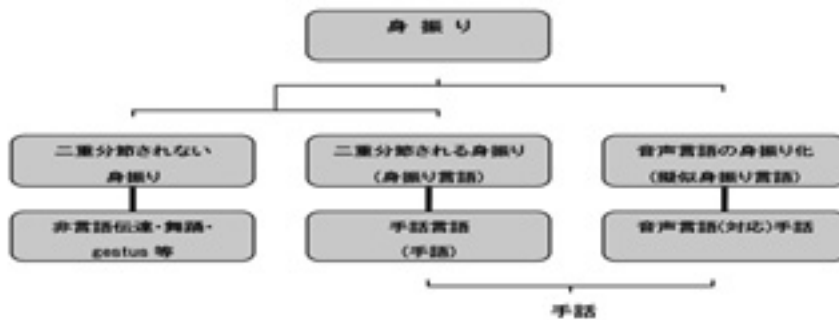 身 振 り
二重分節されない
身振り
二重分節される身振り
(身振り言語)
音声言語の身振り化
(擬似身振り言語)
非言語伝達・舞踊・
gestus 等
手話言語
(手話)
音声言語(対応)手話
手話